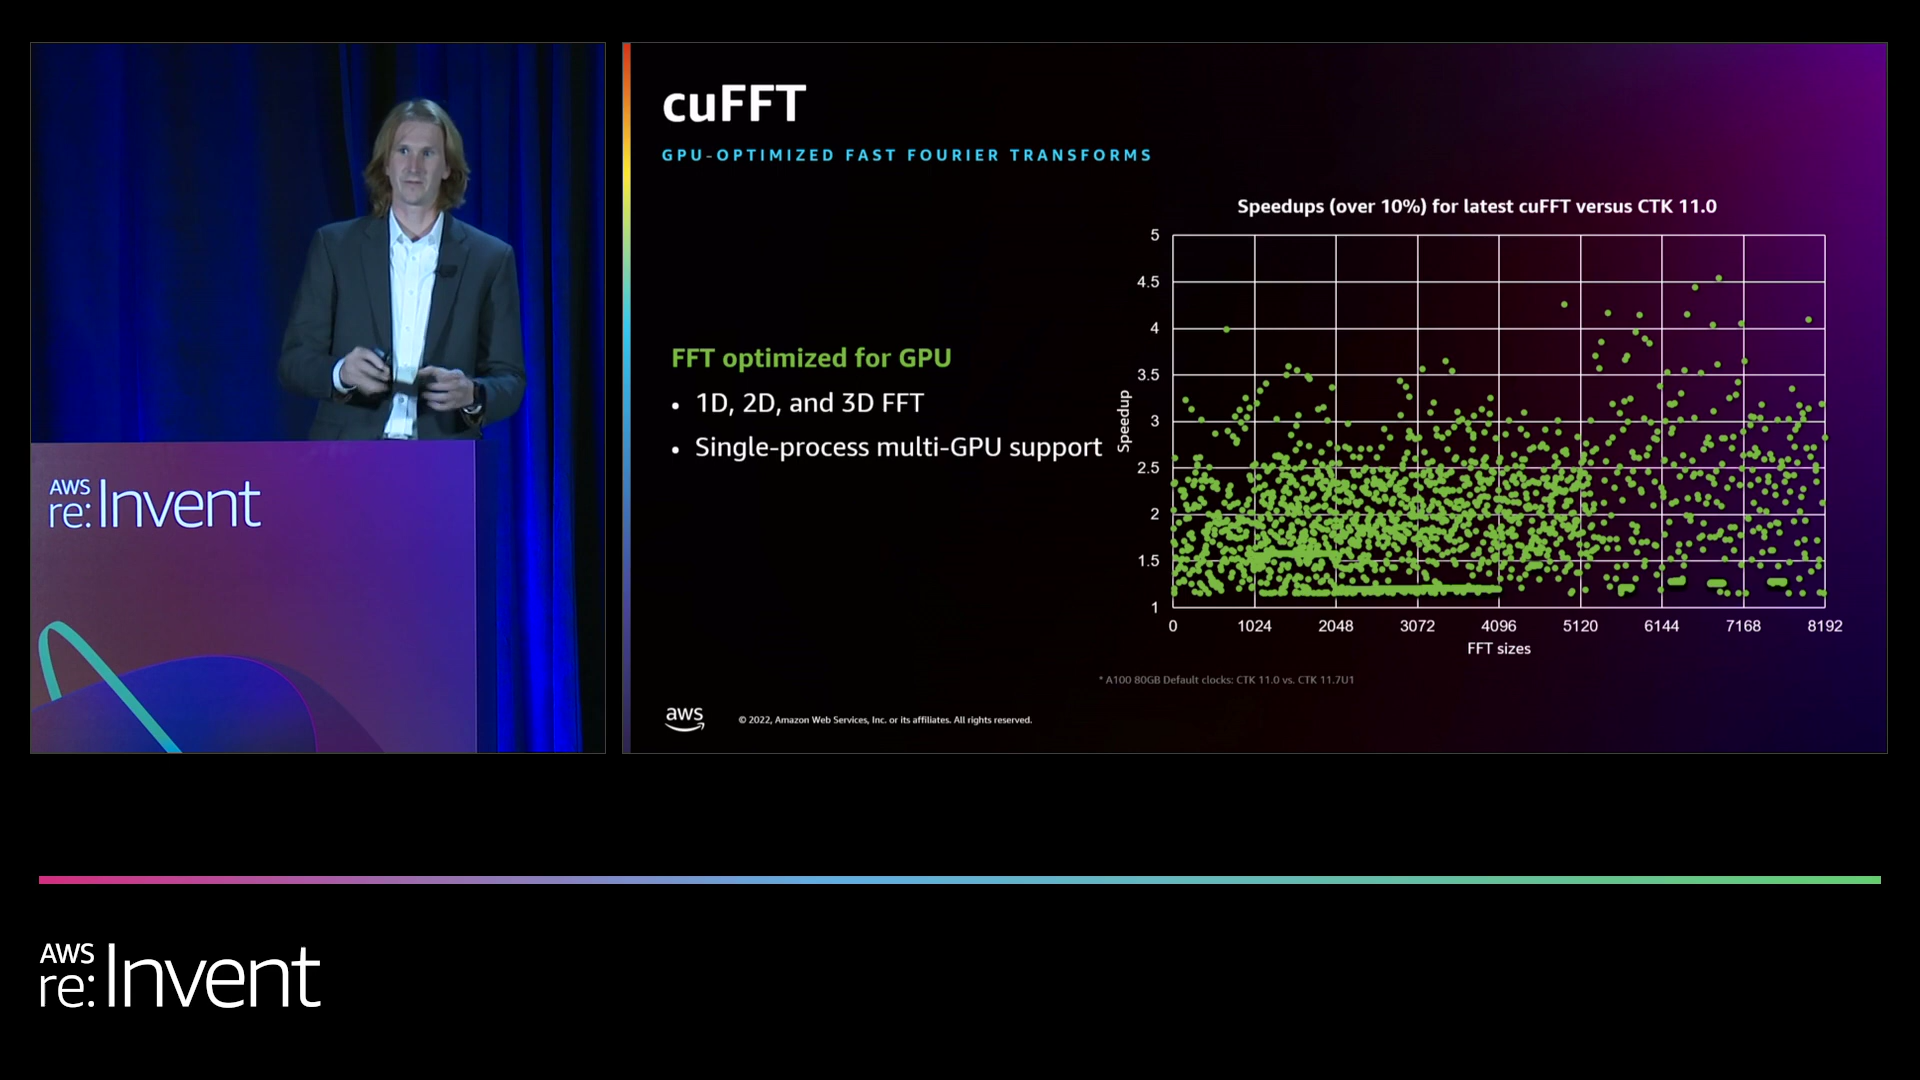 cuFFT
GPU-OPTIMIZED FAST FOURIER TRANSFORMS
FFT optimized for GPU
• 1D, 2D, and 3D FFT
• Single-process multi-GPU support
Speedups (over 10%) for latest cuFFT versus CTK 11.0
Speedup
5
4.5
4
3.5
3
2.5
2
1.5
1
0 1024 2048 3072 4096 5120 6144 7168 8192
FFT sizes
* A100 80GB Default clocks: CTK 11.0 vs. CTK 11.7U1
aws
© 2022, Amazon Web Services, Inc. or its affiliates. All rights reserved.
AWS
re:Invent
AWS
re:Invent